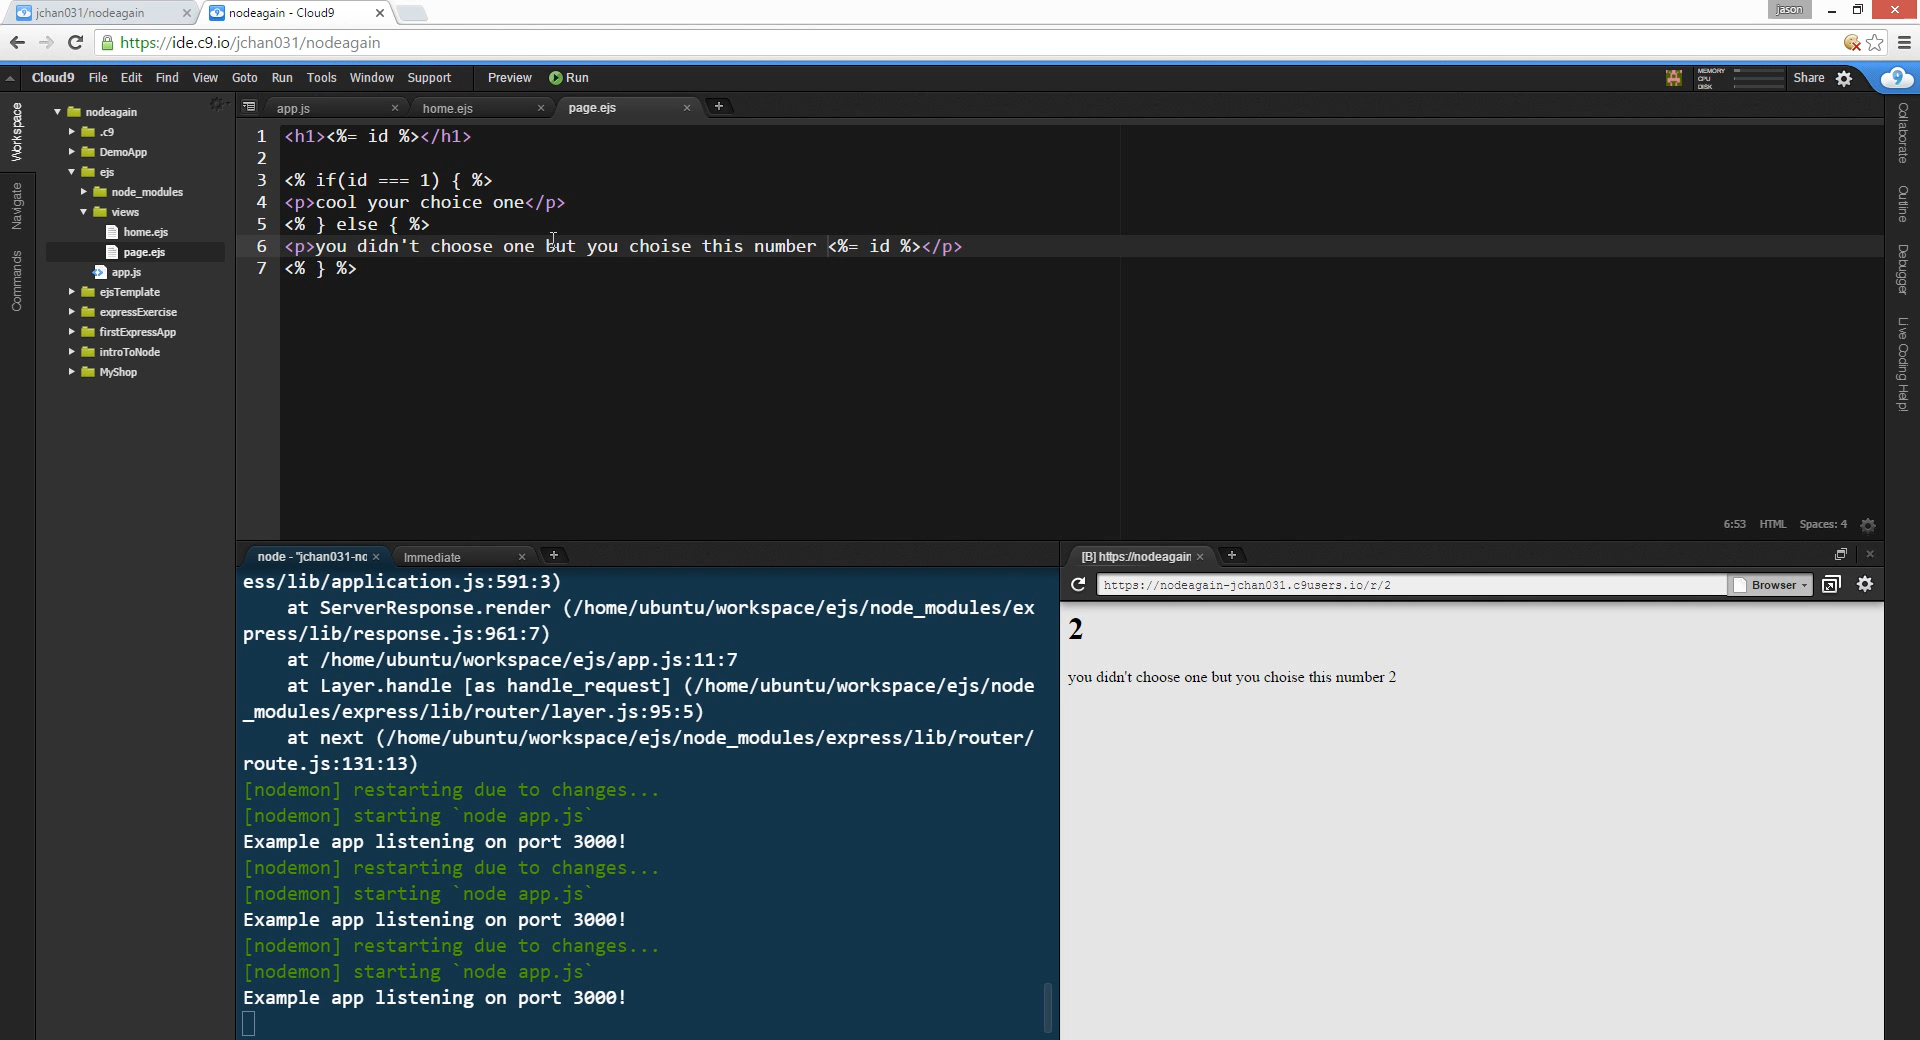 jchan031/nodeagain
nodeagain - Cloud9
jason
https://ide.c9.io/jchan031/nodeagain
Cloud9 File Edit Find View Goto Run Tools Window Support Preview Run
MEMORY
CPU
DISK
Share
9
Workspace
Navigate
Commands
nodeagain
.c9
DemoApp
ejs
node_modules
views
home.ejs
page.ejs
app.js
ejsTemplate
expressExercise
firstExpressApp
introToNode
MyShop
app.js home.ejs page.ejs
1 <h1><%= id %></h1>
2
3 <% if(id === 1) { %>
4 <p>cool your choice one</p>
5 <% } else { %>
6 <p>you didn't choose one but you choise this number <%= id %></p>
7 <% } %>
6:53 HTML Spaces: 4
Collaborate
Outline
Debugger
Live Coding Help!
node - "jchan031-no Immediate
ess/lib/application.js:591:3)
at ServerResponse.render (/home/ubuntu/workspace/ejs/node_modules/ex
press/lib/response.js:961:7)
at /home/ubuntu/workspace/ejs/app.js:11:7
at Layer.handle [as handle_request] (/home/ubuntu/workspace/ejs/node
_modules/express/lib/router/layer.js:95:5)
at next (/home/ubuntu/workspace/ejs/node_modules/express/lib/router/
route.js:131:13)
[nodemon] restarting due to changes...
[nodemon] starting `node app.js`
Example app listening on port 3000!
[nodemon] restarting due to changes...
[nodemon] starting `node app.js`
Example app listening on port 3000!
[nodemon] restarting due to changes...
[nodemon] starting `node app.js`
Example app listening on port 3000!
[B] https://nodeagain
https://nodeagain-jchan031.c9users.io/r/2
Browser
2
you didn't choose one but you choise this number 2